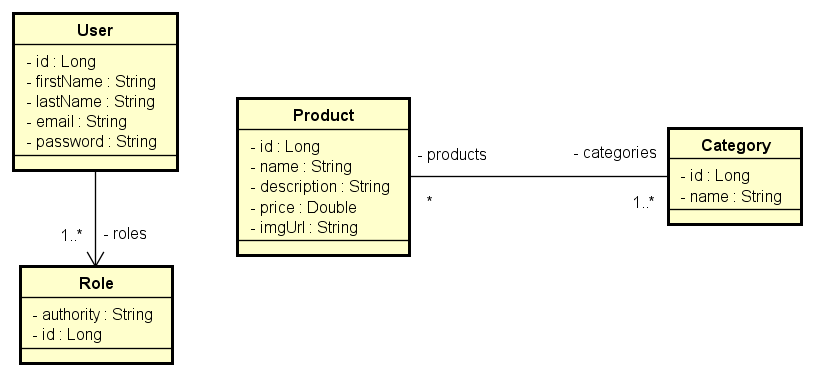 User
- id : Long
- firstName : String
- lastName : String
- email : String
- password : String
1..*
- roles
Role
- authority : String
- id : Long
Product
- id : Long
- name : String
- description : String
- price : Double
- imgUrl : String
- products
*
- categories
1..*
Category
- id : Long
- name : String